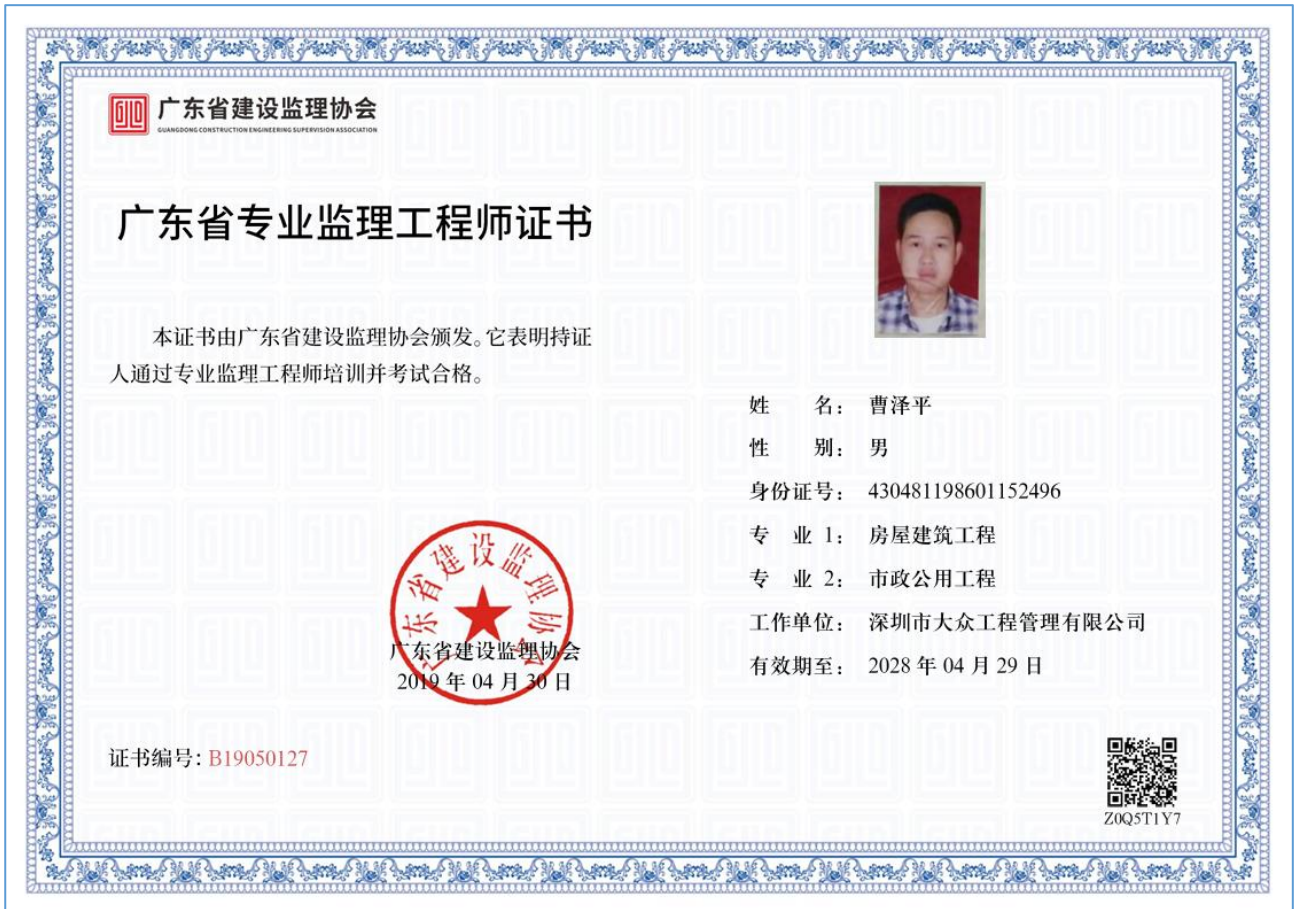 广东省建设监理协会
GUANGDONG CONSTRUCTION ENGINEERING SUPERVISION ASSOCIATION
广东省专业监理工程师证书
本证书由广东省建设监理协会颁发。它表明持证
人通过专业监理工程师培训并考试合格。
姓 名： 曹泽平
性 别： 男
身份证号： 430481198601152496
专 业 1： 房屋建筑工程
专 业 2： 市政公用工程
工作单位： 深圳市大众工程管理有限公司
有效期至： 2028 年 04 月 29 日
广东省建设监理协会
广东省建设监理协会
2019 年 04 月 30 日
证书编号: B19050127
Z0Q5T1Y7